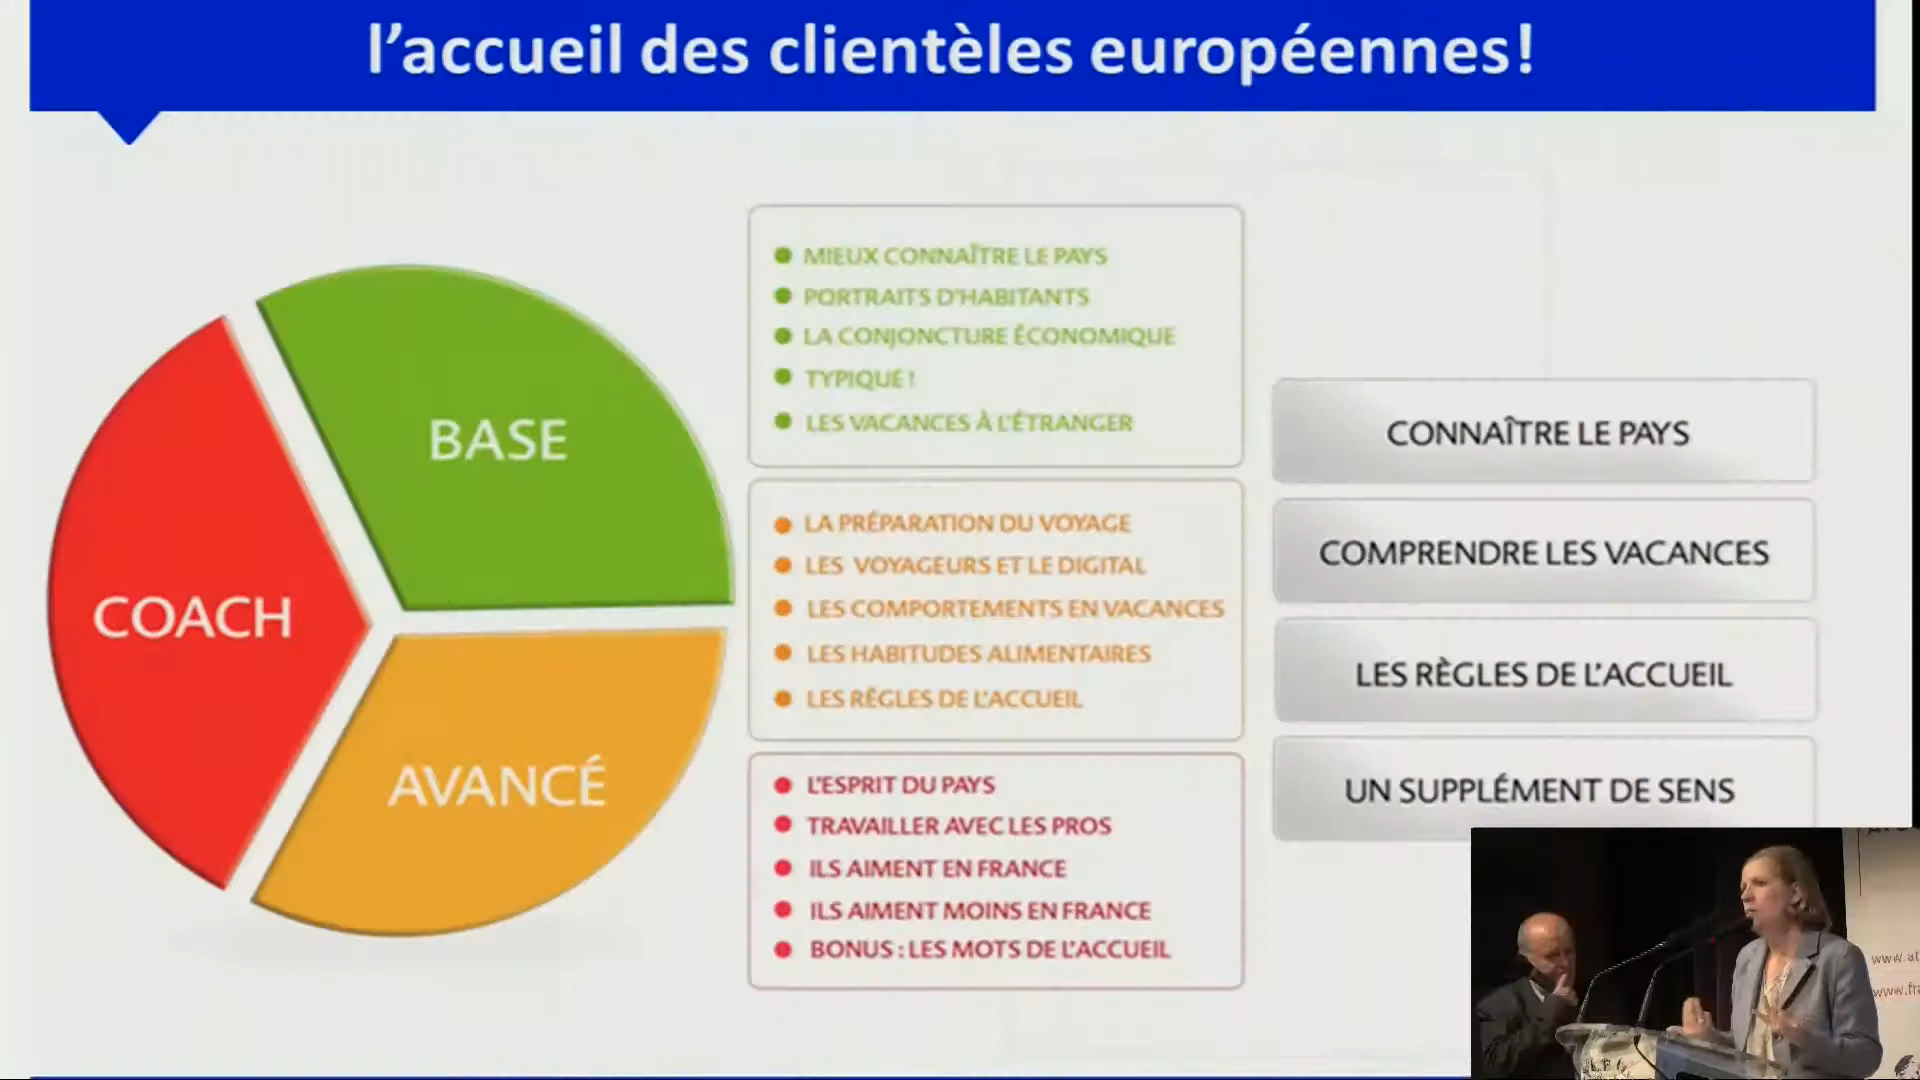 l'accueil des clientèles européennes!
BASE
COACH
AVANCÉ
MIEUX CONNAÎTRE LE PAYS
PORTRAITS D'HABITANTS
LA CONJONCTURE ÉCONOMIQUE
TYPIQUE !
LES VACANCES À L'ÉTRANGER
LA PRÉPARATION DU VOYAGE
LES VOYAGEURS ET LE DIGITAL
LES COMPORTEMENTS EN VACANCES
LES HABITUDES ALIMENTAIRES
LES RÈGLES DE L'ACCUEIL
L'ESPRIT DU PAYS
TRAVAILLER AVEC LES PROS
ILS AIMENT EN FRANCE
ILS AIMENT MOINS EN FRANCE
BONUS : LES MOTS DE L'ACCUEIL
CONNAÎTRE LE PAYS
COMPRENDRE LES VACANCES
LES RÈGLES DE L'ACCUEIL
UN SUPPLÉMENT DE SENS